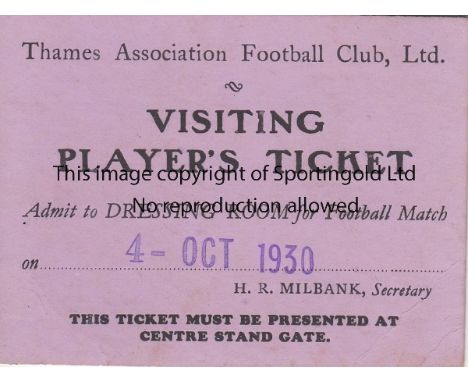 Thames Association Football Club, Ltd.
VISITING
PLAYER'S TICKET
This image copyright of Sportingold Ltd
No reproduction allowed
Admit to DRESSING ROOM for Football Match
on 4 - OCT 1930
H. R. MILBANK, Secretary
THIS TICKET MUST BE PRESENTED AT
CENTRE STAND GATE.